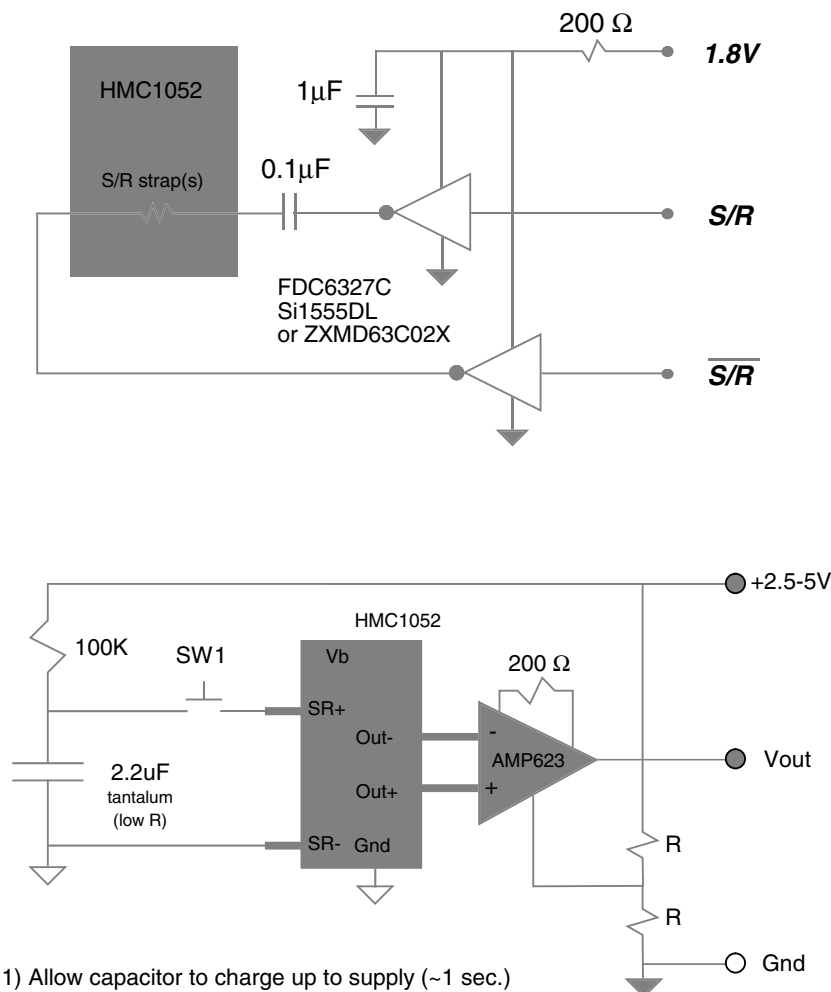 200 Ω
1.8V
HMC1052
1μF
S/R strap(s)
0.1μF
S/R
FDC6327C
Si1555DL
or ZXMD63C02X
S/R
+2.5-5V
HMC1052
100K
SW1
Vb
200 Ω
SR+
Out-
-
AMP623
Vout
2.2uF
tantalum
(low R)
Out+
+
SR-
Gnd
R
R
Gnd
1) Allow capacitor to charge up to supply (~1 sec.)